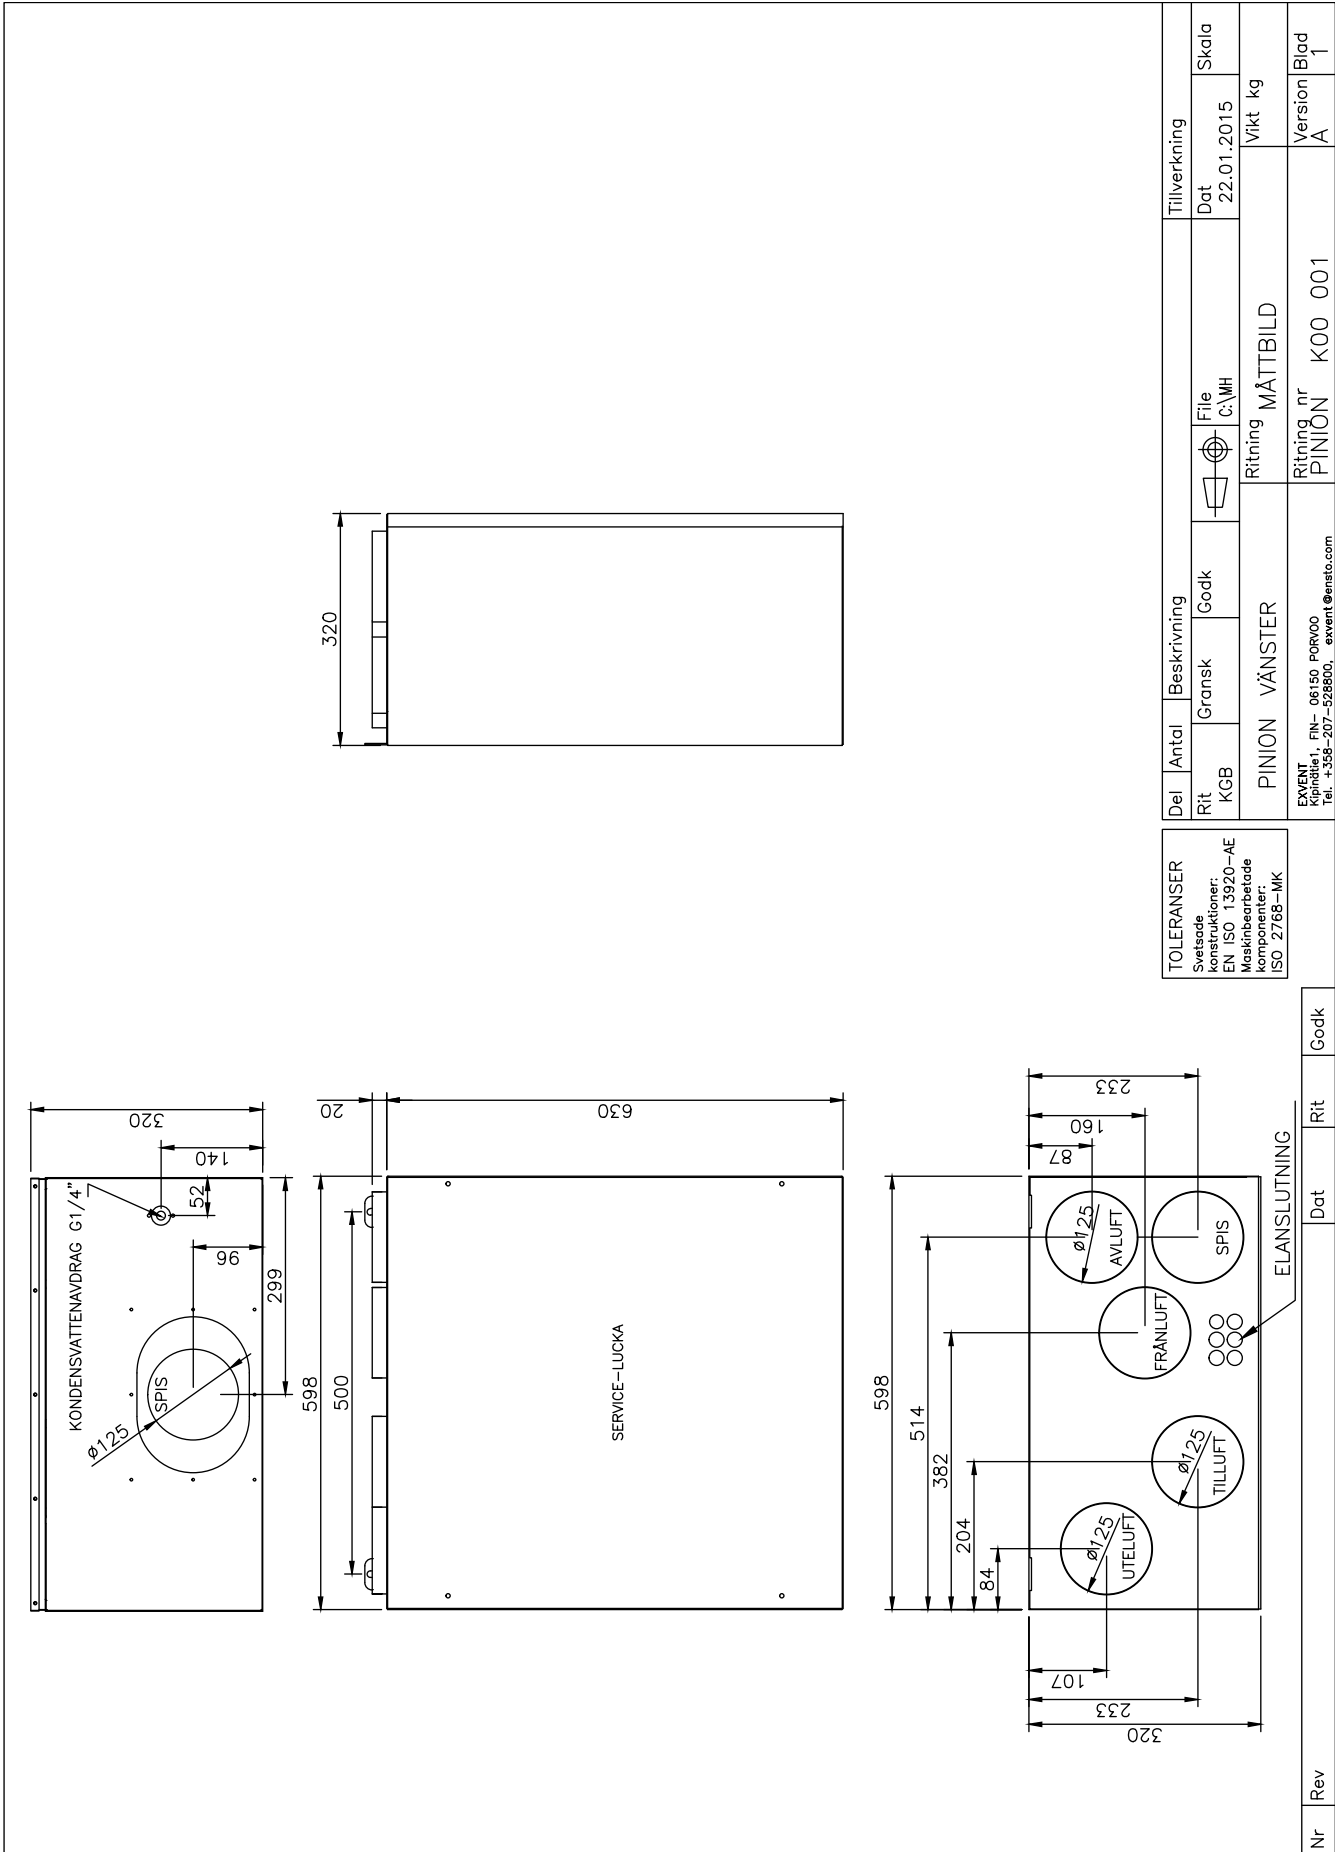 320
140
52
96
299
KONDENSVATTENAVDRAG G1/4"
SPIS
Ø125
20
630
598
500
SERVICE-LUCKA
320
233
160
87
598
514
382
204
84
Ø125
AVLUFT
SPIS
FRÅNLUFT
Ø125
TILLUFT
Ø125
UTELUFT
ELANSLUTNING
107
233
320
TOLERANSER
Svetsade
konstruktioner:
EN ISO 13920-AE
Maskinbearbetade
komponenter:
ISO 2768-MK
Del Antal Beskrivning Tillverkning
Rit Gransk Godk File Dat Skala
KGB C:\MH 22.01.2015
PINION VÄNSTER Ritning MÅTTBILD Vikt kg
EXVENT
Kipinätie1, FIN- 06150 PORVOO
Tel. +358-207-528800, exvent@ensto.com
Ritning nr Version Blad
PINION K00 001 A 1
Nr Rev Dat Rit Godk